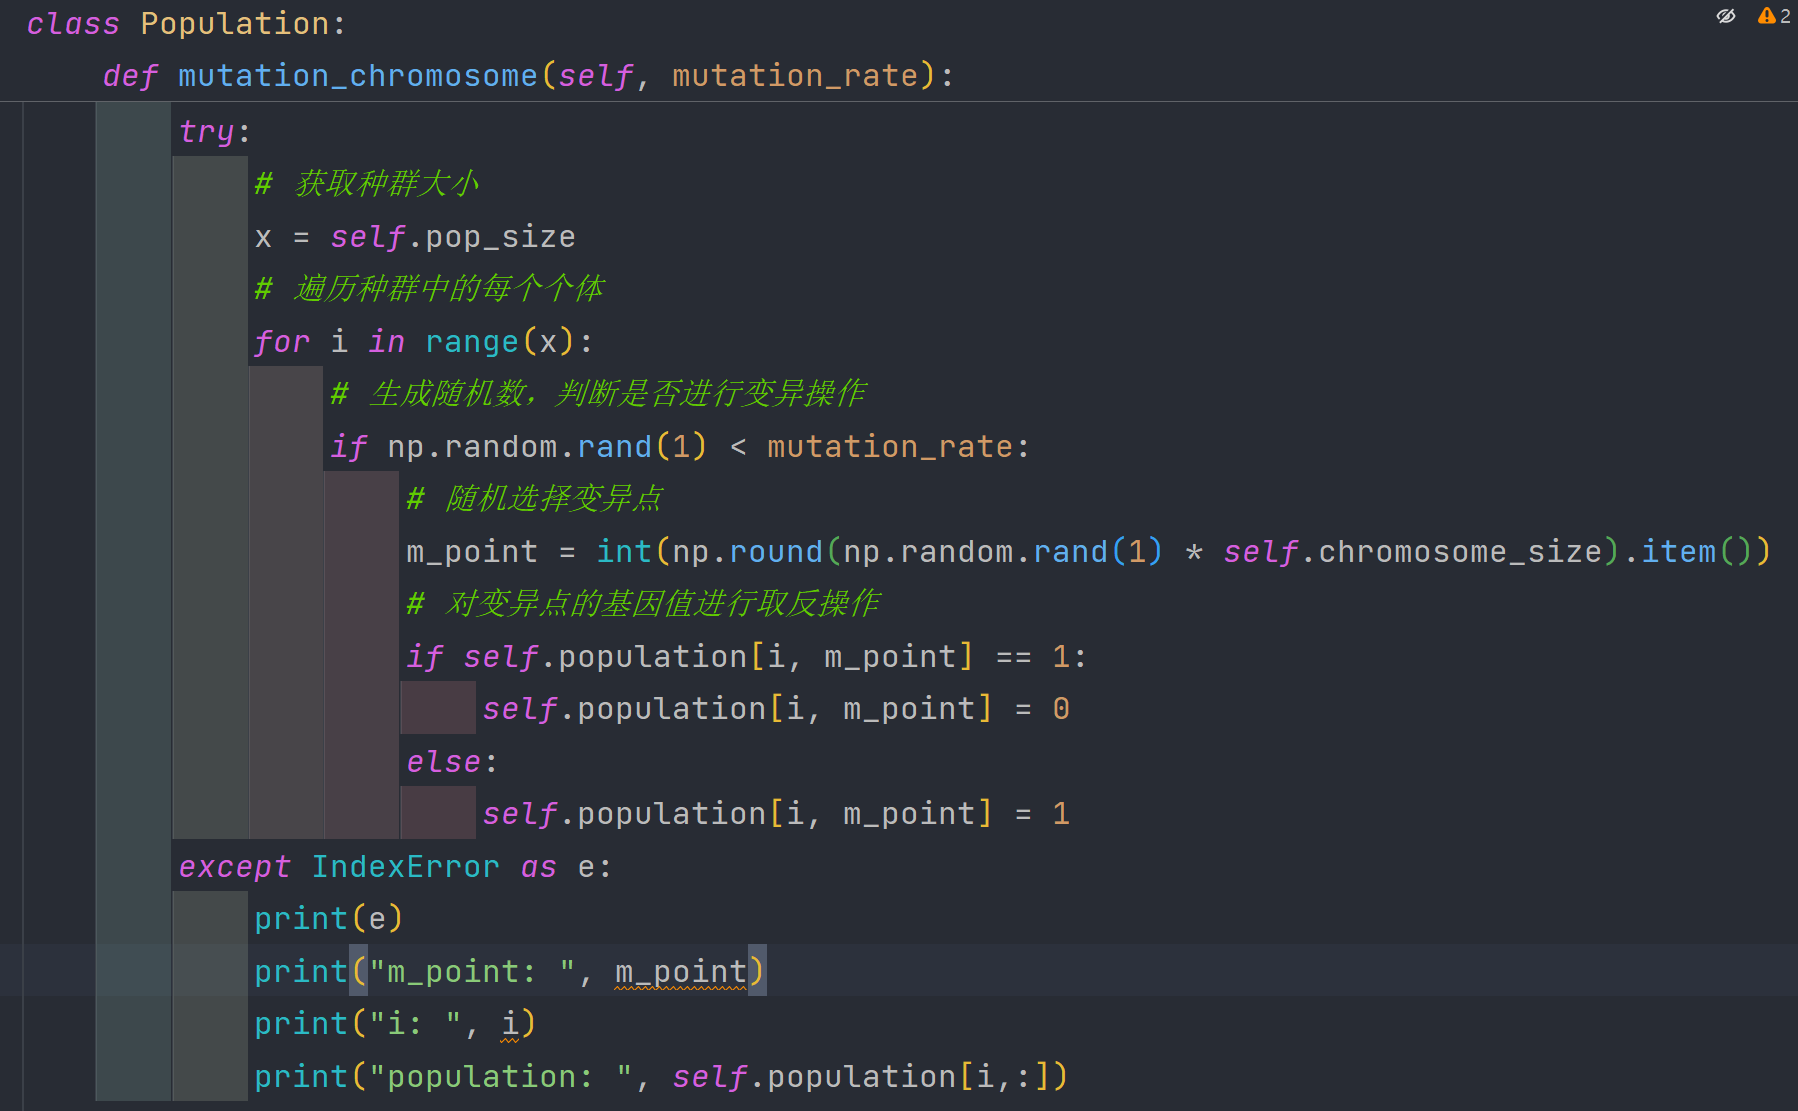 class Population:
2
    def mutation_chromosome(self, mutation_rate):
        try:
            # 获取种群大小
            x = self.pop_size
            # 遍历种群中的每个个体
            for i in range(x):
                # 生成随机数，判断是否进行变异操作
                if np.random.rand(1) < mutation_rate:
                    # 随机选择变异点
                    m_point = int(np.round(np.random.rand(1) * self.chromosome_size).item())
                    # 对变异点的基因值进行取反操作
                    if self.population[i, m_point] == 1:
                        self.population[i, m_point] = 0
                    else:
                        self.population[i, m_point] = 1
        except IndexError as e:
            print(e)
            print("m_point: ", m_point)
            print("i: ", i)
            print("population: ", self.population[i,:])